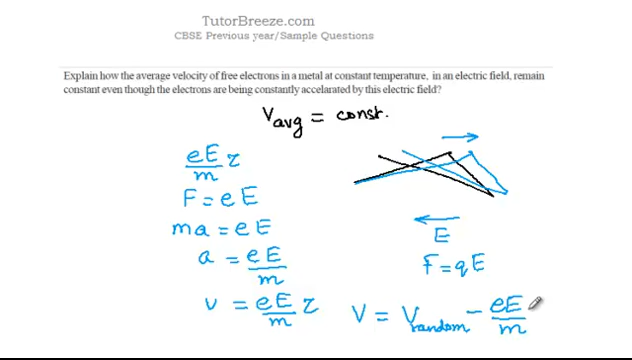 TutorBreeze.com
CBSE Previous year/Sample Questions
Explain how the average velocity of free electrons in a metal at constant temperature, in an electric field, remain
constant even though the electrons are being constantly accelarated by this electric field?
Vavg = const.
eE/m τ
F = eE
ma = eE
a = eE/m
v = eE/m τ
E
F = qE
V = Vrandom - eE/m